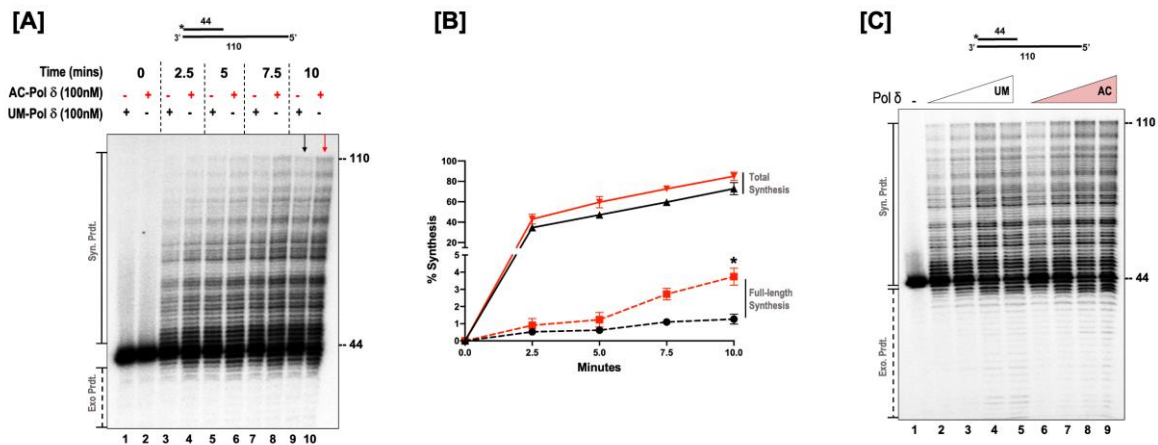 [A]
* 44
3' 5'
110
Time (mins) 0 2.5 5 7.5 10
AC-Pol δ (100nM) - + - + - + - + - +
UM-Pol δ (100nM) + - + - + - + - + -
Syn. Prdt.
Exo Prdt.
-- 110
-- 44
1 2 3 4 5 6 7 8 9 10
[B]
% Synthesis
100
80
60
40
20
5
4
3
2
1
0
0.0 2.5 5.0 7.5 10.0
Minutes
Total
Synthesis
*
Full-length
Synthesis
[C]
* 44
3' 5'
110
Pol δ - UM AC
Syn. Prdt.
Exo. Prdt.
-- 110
-- 44
1 2 3 4 5 6 7 8 9